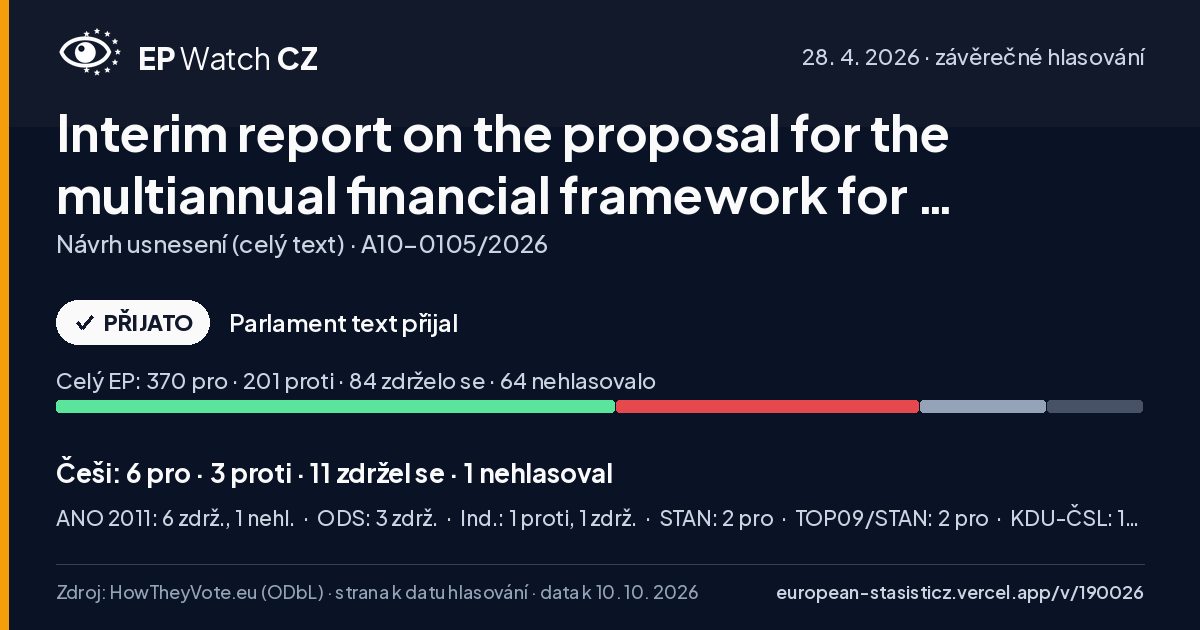 EP Watch CZ
28. 4. 2026 · závěrečné hlasování
Interim report on the proposal for the
multiannual financial framework for ...
Návrh usnesení (celý text) · A10-0105/2026
✓ PŘIJATO Parlament text přijal
Celý EP: 370 pro · 201 proti · 84 zdrželo se · 64 nehlasovalo
Češi: 6 pro · 3 proti · 11 zdržel se · 1 nehlasoval
ANO 2011: 6 zdrž., 1 nehl. · ODS: 3 zdrž. · Ind.: 1 proti, 1 zdrž. · STAN: 2 pro · TOP09/STAN: 2 pro · KDU-ČSL: 1...
Zdroj: HowTheyVote.eu (ODbL) · strana k datu hlasování · data k 10. 10. 2026
european-stasisticz.vercel.app/v/190026